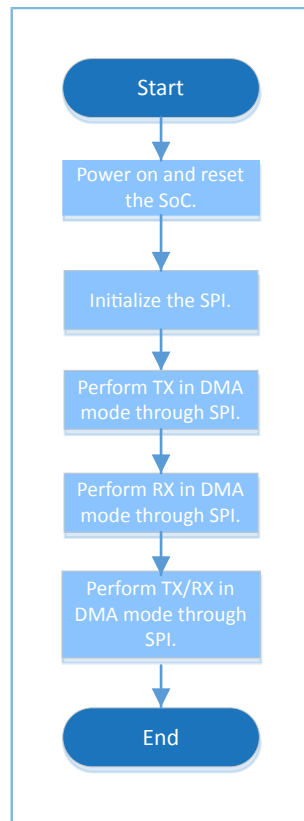 Start
Power on and reset
the SoC.
Initialize the SPI.
Perform TX in DMA
mode through SPI.
Perform RX in DMA
mode through SPI.
Perform TX/RX in
DMA mode through
SPI.
End